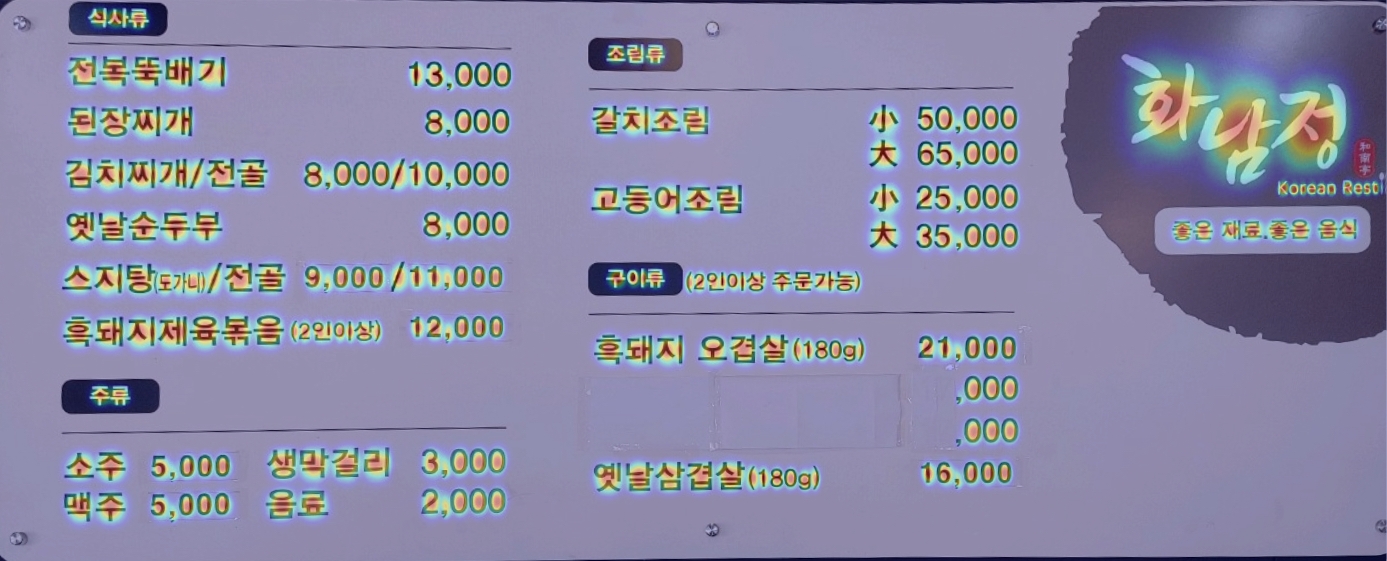 식사류
전복뚝배기 13,000
된장찌개 8,000
김치찌개/전골 8,000/10,000
옛날순두부 8,000
스지탕(도가니)/전골 9,000/11,000
흑돼지제육볶음(2인이상) 12,000
주류
소주 5,000 생막걸리 3,000
맥주 5,000 음료 2,000
조림류
갈치조림 小 50,000
大 65,000
고등어조림 小 25,000
大 35,000
구이류 (2인이상 주문가능)
흑돼지 오겹살(180g) 21,000
,000
,000
옛날삼겹살(180g) 16,000
화남정
和南亭
Korean Rest
좋은 재료.좋은 음식